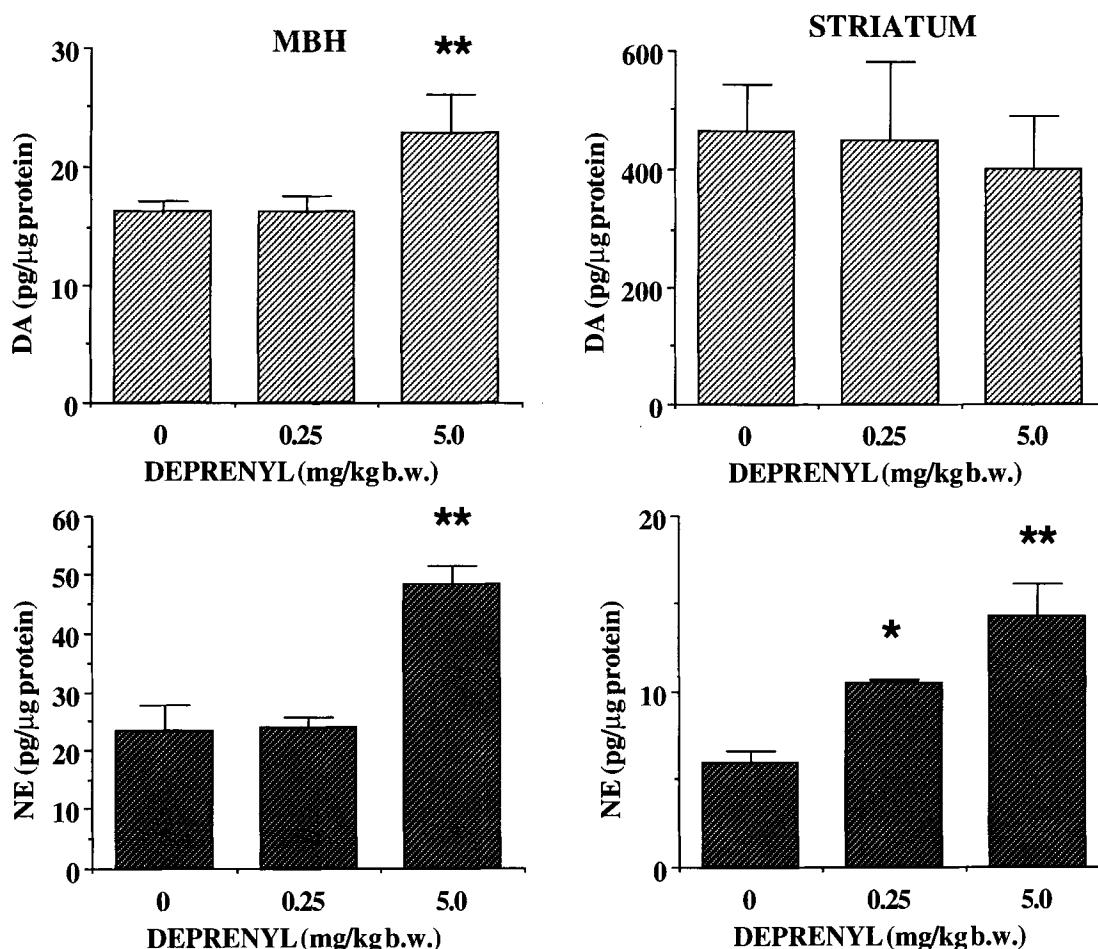 MBH
**
30
20
10
0
DA (pg/µg protein)
0 0.25 5.0
DEPRENYL (mg/kg b.w.)
STRIATUM
600
400
200
0
DA (pg/µg protein)
0 0.25 5.0
DEPRENYL (mg/kg b.w.)
**
60
50
40
30
20
10
0
NE (pg/µg protein)
0 0.25 5.0
DEPRENYL (mg/kg b.w.)
**
*
20
10
0
NE (pg/µg protein)
0 0.25 5.0
DEPRENYL (mg/kg b.w.)